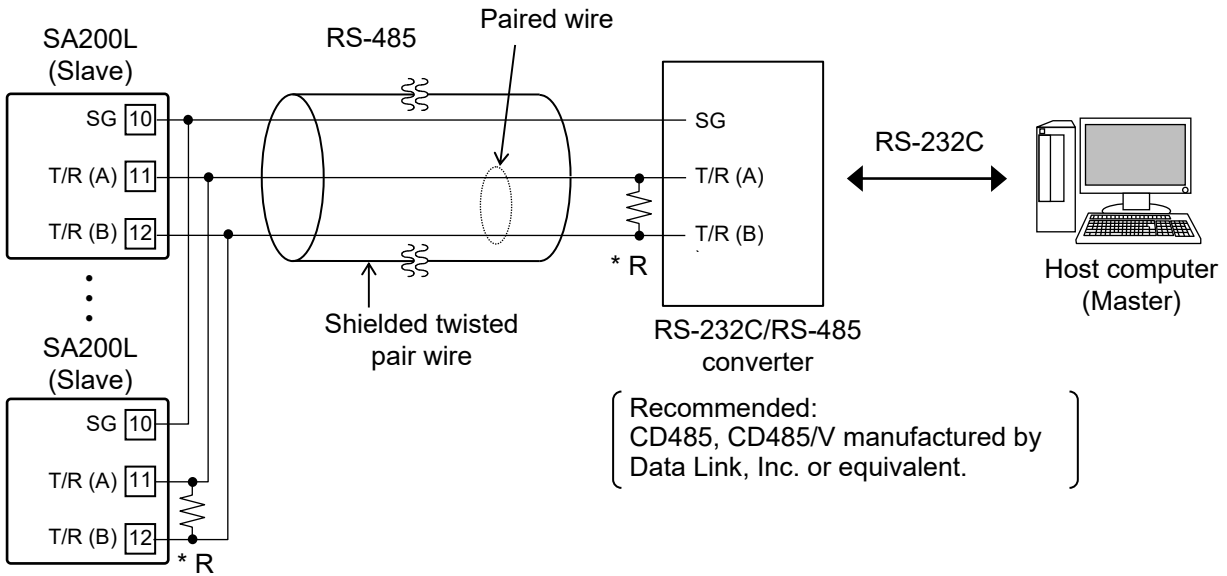 SA200L
(Slave)
SG 10
T/R (A) 11
T/R (B) 12
SA200L
(Slave)
SG 10
T/R (A) 11
T/R (B) 12
* R
RS-485
Paired wire
Shielded twisted
pair wire
* R
SG
T/R (A)
T/R (B)
RS-232C/RS-485
converter
Recommended:
CD485, CD485/V manufactured by
Data Link, Inc. or equivalent.
RS-232C
Host computer
(Master)